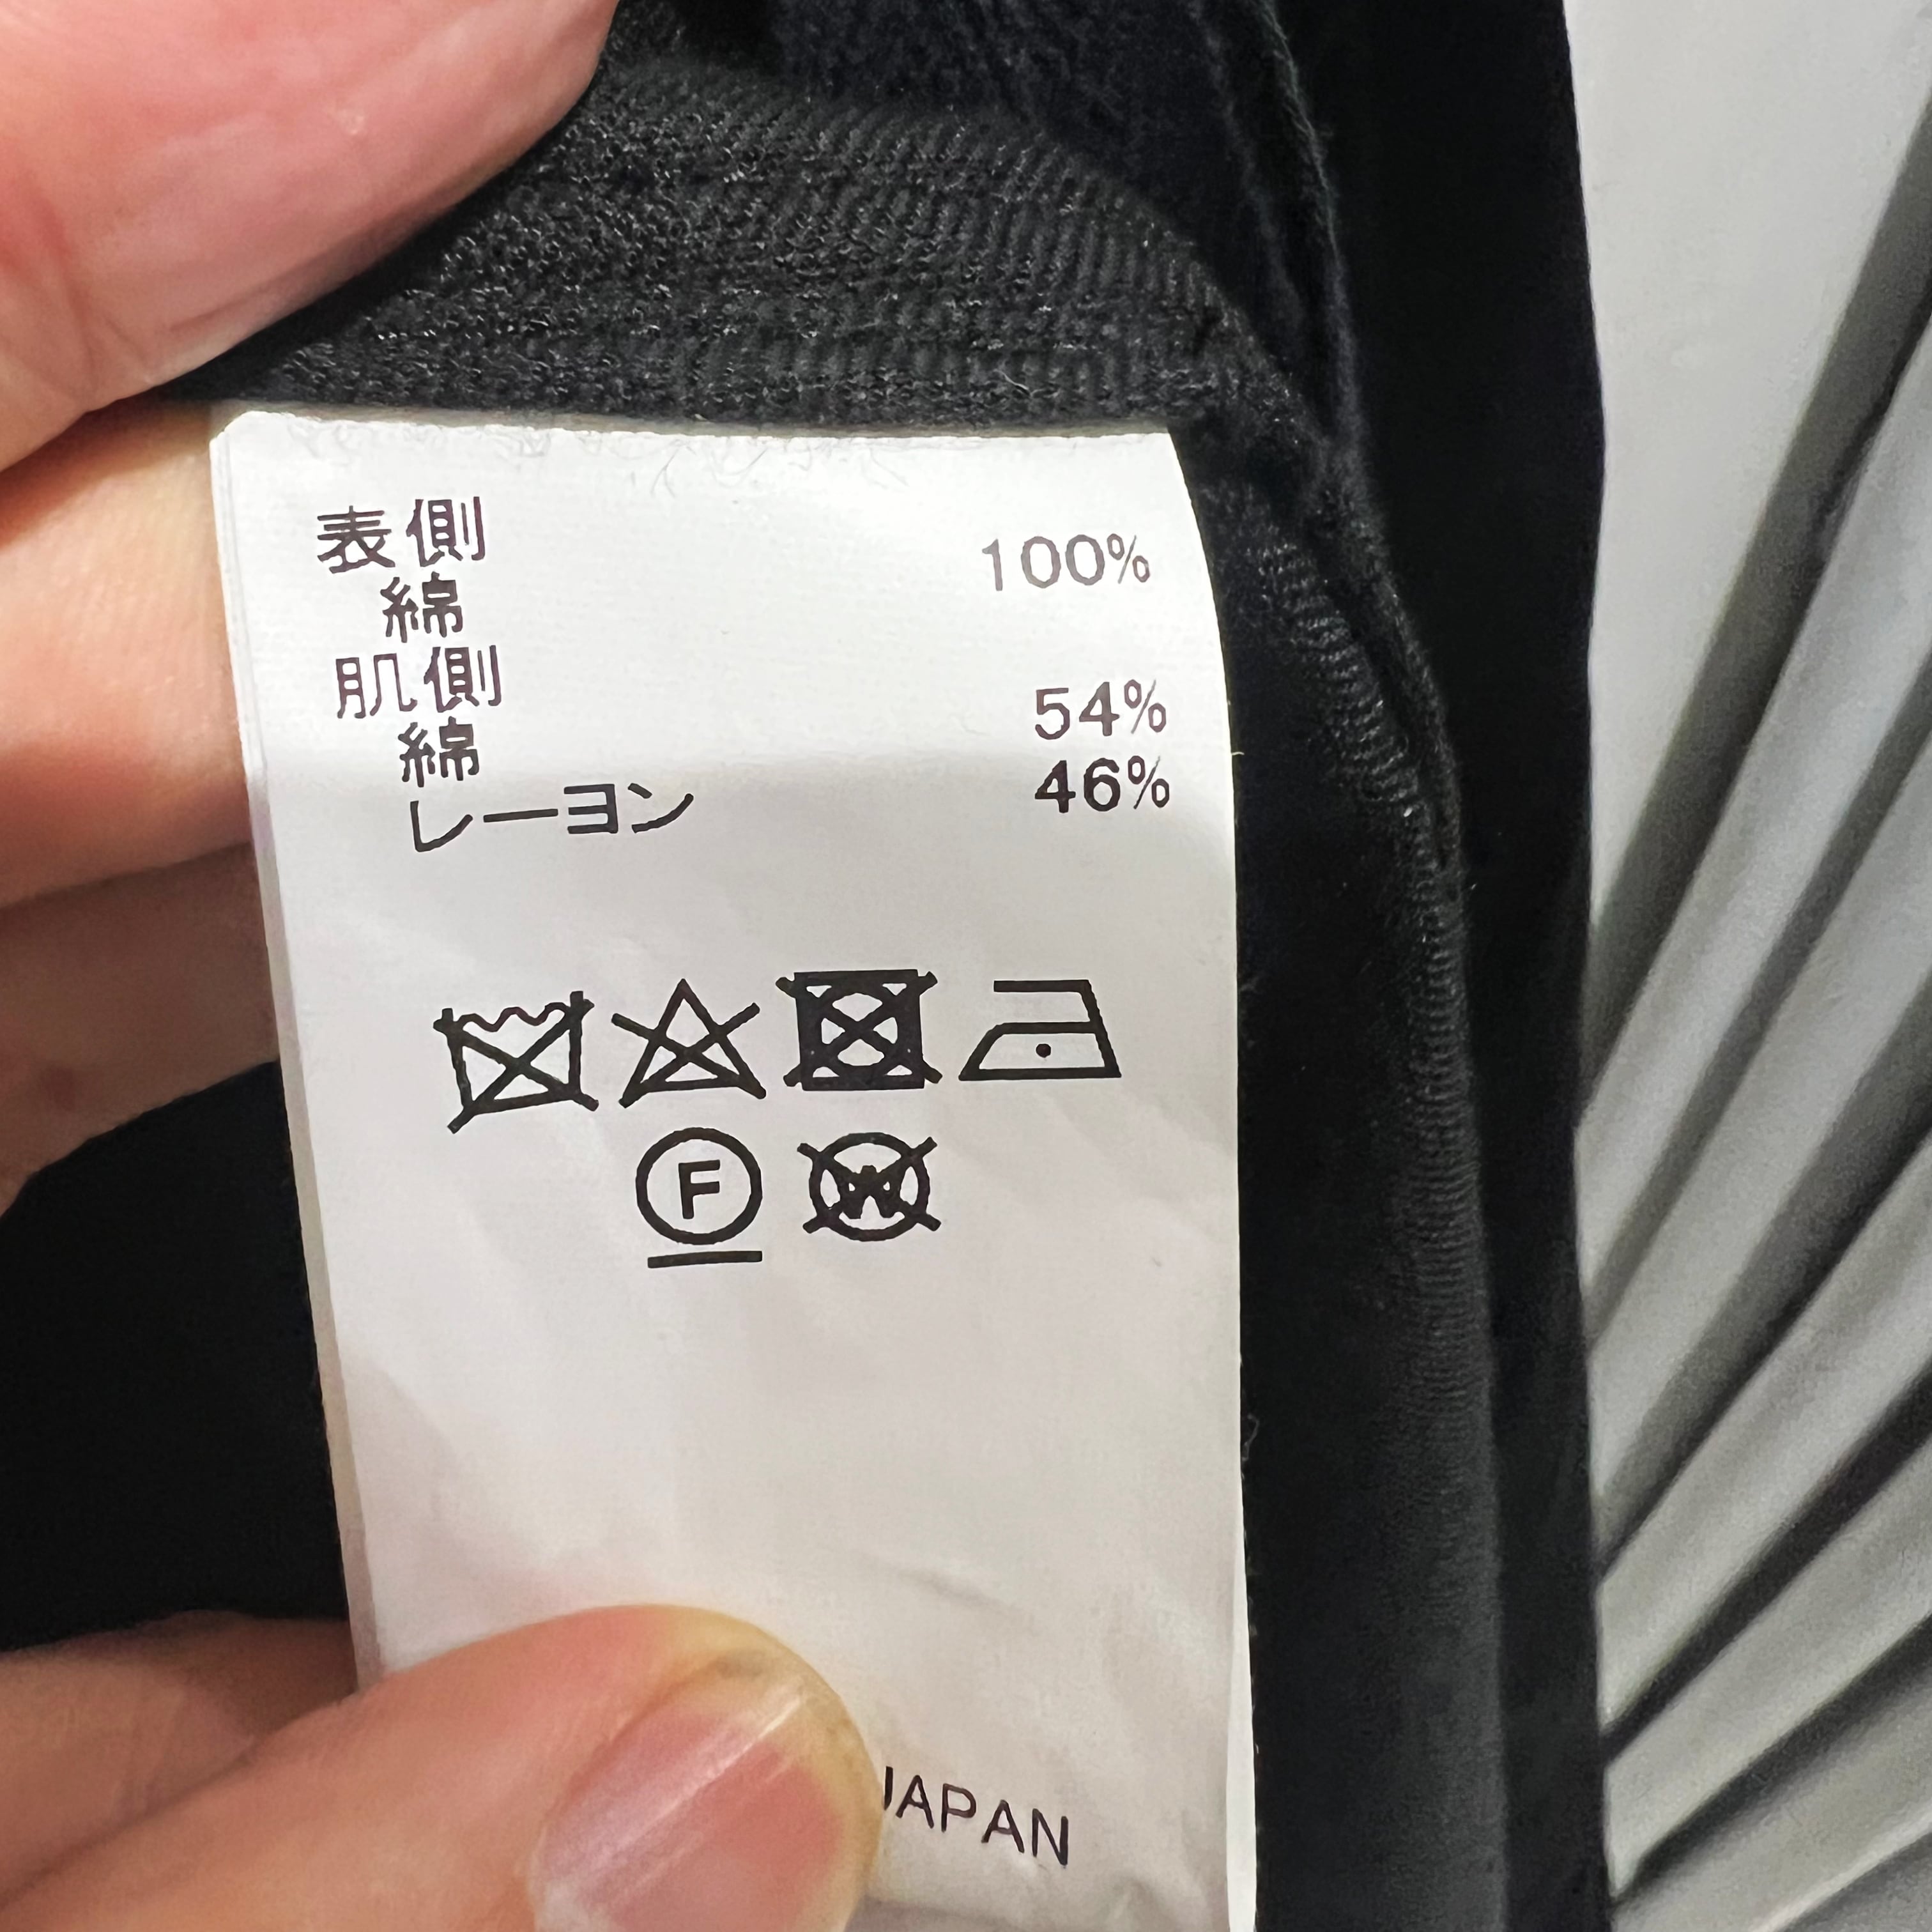 表側
綿 100%
肌側
綿 54%
レーヨン 46%
F W
JAPAN